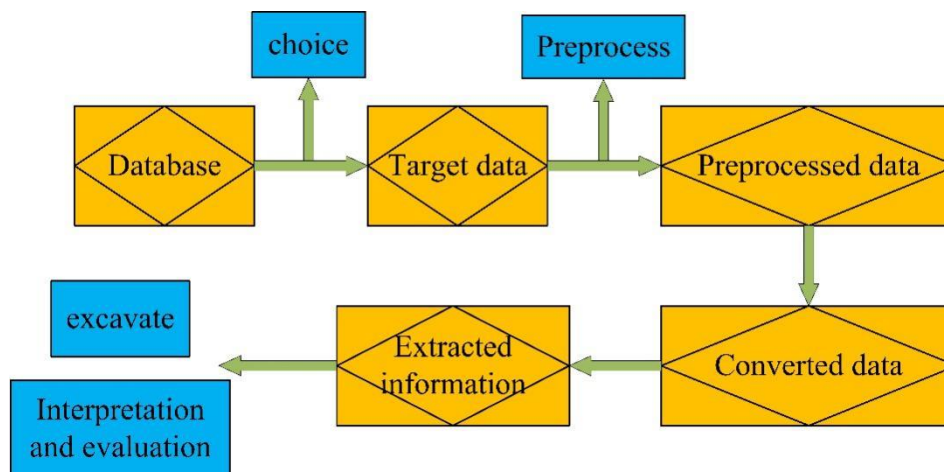 choice
Preprocess
Database
Target data
Preprocessed data
excavate
Extracted
information
Converted data
Interpretation
and evaluation